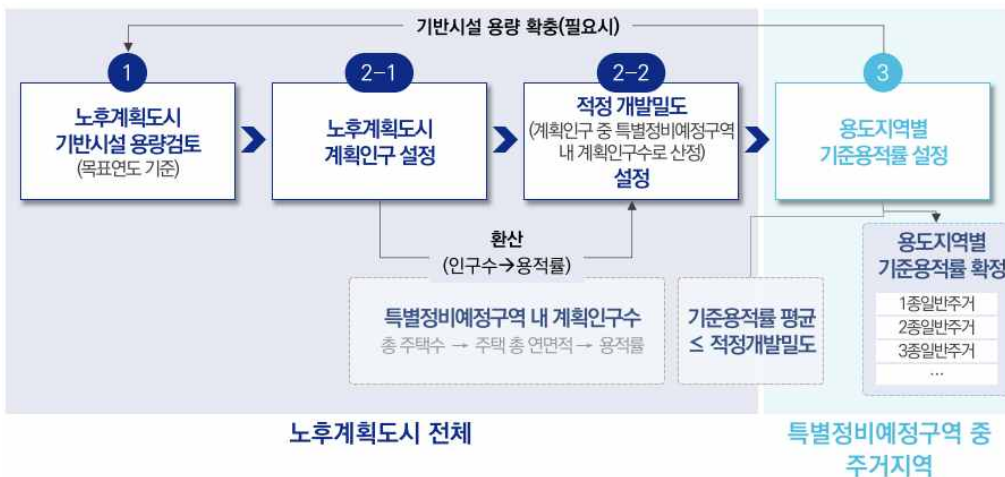 기반시설 용량 확충(필요시)
1
노후계획도시
기반시설 용량검토
(목표연도 기준)
2-1
노후계획도시
계획인구 설정
2-2
적정 개발밀도
(계획인구 중 특별정비예정구역
내 계획인구수로 산정)
설정
3
용도지역별
기준용적률 설정
환산
(인구수→용적률)
특별정비예정구역 내 계획인구수
총 주택수 → 주택 총 연면적 → 용적률
기준용적률 평균
≤ 적정개발밀도
용도지역별
기준용적률 확정
1종일반주거
2종일반주거
3종일반주거
...
노후계획도시 전체
특별정비예정구역 중
주거지역